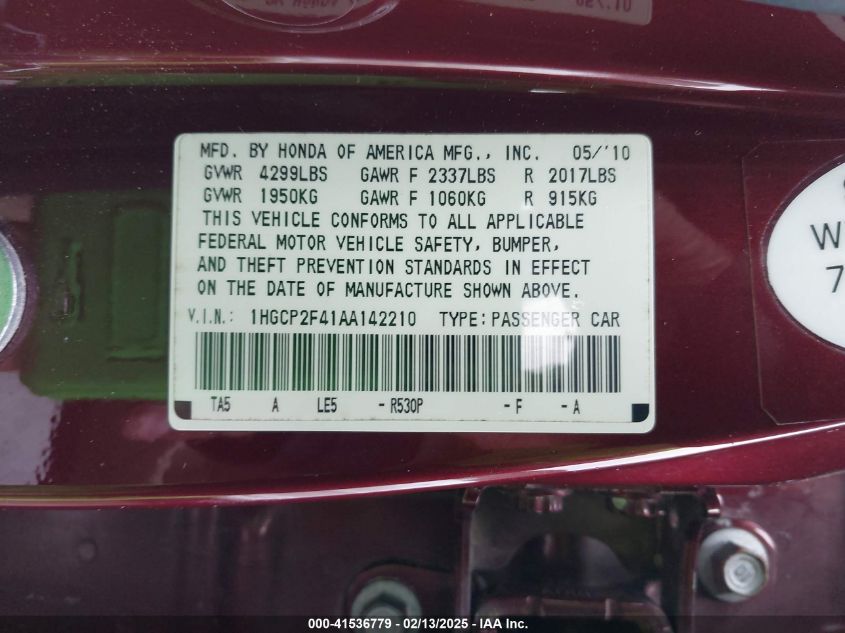 MFD. BY HONDA OF AMERICA MFG., INC. 05/'10
GVWR 4299LBS GAWR F 2337LBS R 2017LBS
GVWR 1950KG GAWR F 1060KG R 915KG
THIS VEHICLE CONFORMS TO ALL APPLICABLE
FEDERAL MOTOR VEHICLE SAFETY, BUMPER,
AND THEFT PREVENTION STANDARDS IN EFFECT
ON THE DATE OF MANUFACTURE SHOWN ABOVE.
V.I.N.: 1HGCP2F41AA142210 TYPE: PASSENGER CAR
TA5 A LE5 - R530P - F - A
W
7
000-41536779 - 02/13/2025 - IAA Inc.